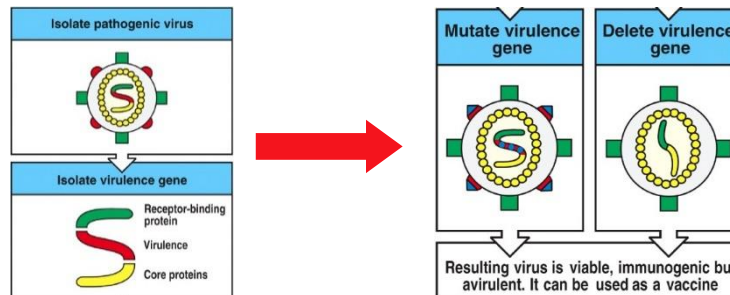 Isolate pathogenic virus
Isolate virulence gene
Receptor-binding
protein
Virulence
Core proteins
Mutate virulence
gene
Delete virulence
gene
Resulting virus is viable, immunogenic bu
avirulent. It can be used as a vaccine